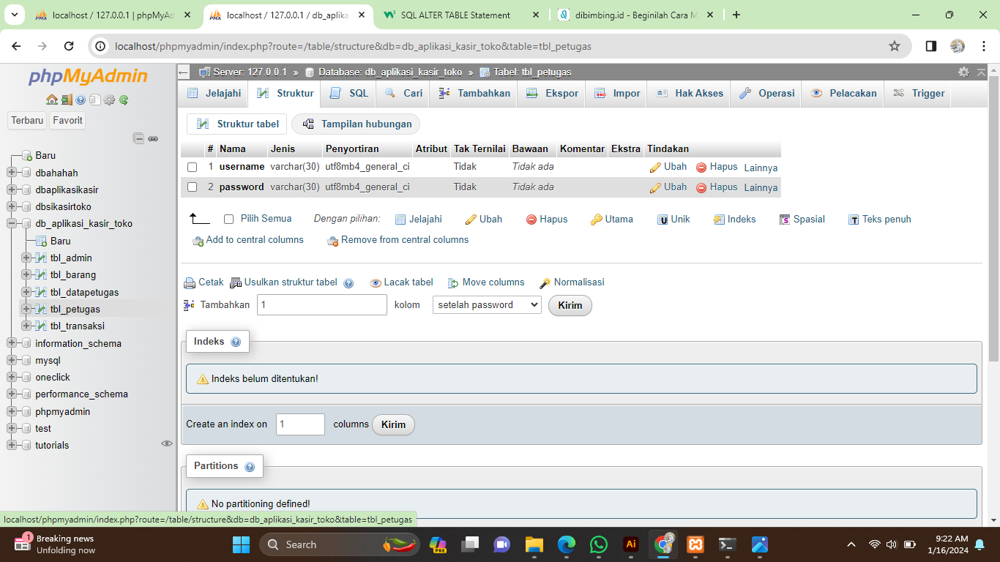 localhost / 127.0.0.1 | phpMyAd
localhost / 127.0.0.1 / db_aplika
SQL ALTER TABLE Statement
dibimbing.id - Beginilah Cara M
localhost/phpmyadmin/index.php?route=/table/structure&db=db_aplikasi_kasir_toko&table=tbl_petugas
phpMyAdmin
Terbaru Favorit
Baru
dbahahah
dbaplikasikasir
dbsikasirtoko
db_aplikasi_kasir_toko
Baru
tbl_admin
tbl_barang
tbl_datapetugas
tbl_petugas
tbl_transaksi
information_schema
mysql
oneclick
performance_schema
phpmyadmin
test
tutorials
Server: 127.0.0.1 » Database: db_aplikasi_kasir_toko » Tabel: tbl_petugas
Jelajahi Struktur SQL Cari Tambahkan Ekspor Impor Hak Akses Operasi Pelacakan Trigger
Struktur tabel Tampilan hubungan
# Nama Jenis Penyortiran Atribut Tak Ternilai Bawaan Komentar Ekstra Tindakan
1 username varchar(30) utf8mb4_general_ci Tidak Tidak ada Ubah Hapus Lainnya
2 password varchar(30) utf8mb4_general_ci Tidak Tidak ada Ubah Hapus Lainnya
Pilih Semua Dengan pilihan: Jelajahi Ubah Hapus Utama Unik Indeks Spasial Teks penuh
Add to central columns Remove from central columns
Cetak Usulkan struktur tabel Lacak tabel Move columns Normalisasi
Tambahkan 1 kolom setelah password Kirim
Indeks
Indeks belum ditentukan!
Create an index on 1 columns Kirim
Partitions
No partitioning defined!
localhost/phpmyadmin/index.php?route=/table/structure&db=db_aplikasi_kasir_toko&table=tbl_petugas
1
Breaking news
Unfolding now
Search
PRE
Ai
9:22 AM
1/16/2024